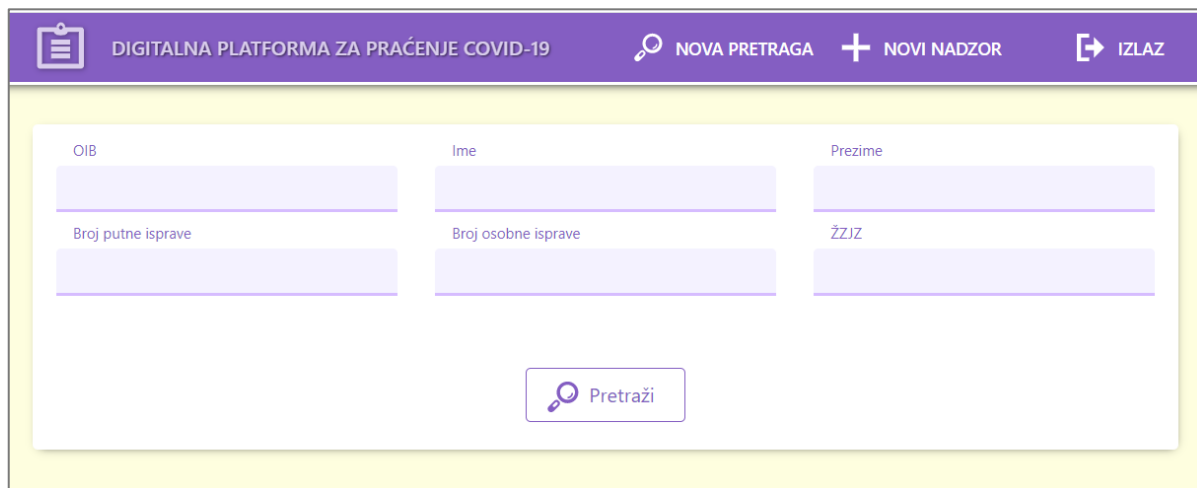 DIGITALNA PLATFORMA ZA PRAĆENJE COVID-19 NOVA PRETRAGA NOVI NADZOR IZLAZ
OIB Ime Prezime
Broj putne isprave Broj osobne isprave ŽZJZ
Pretraži